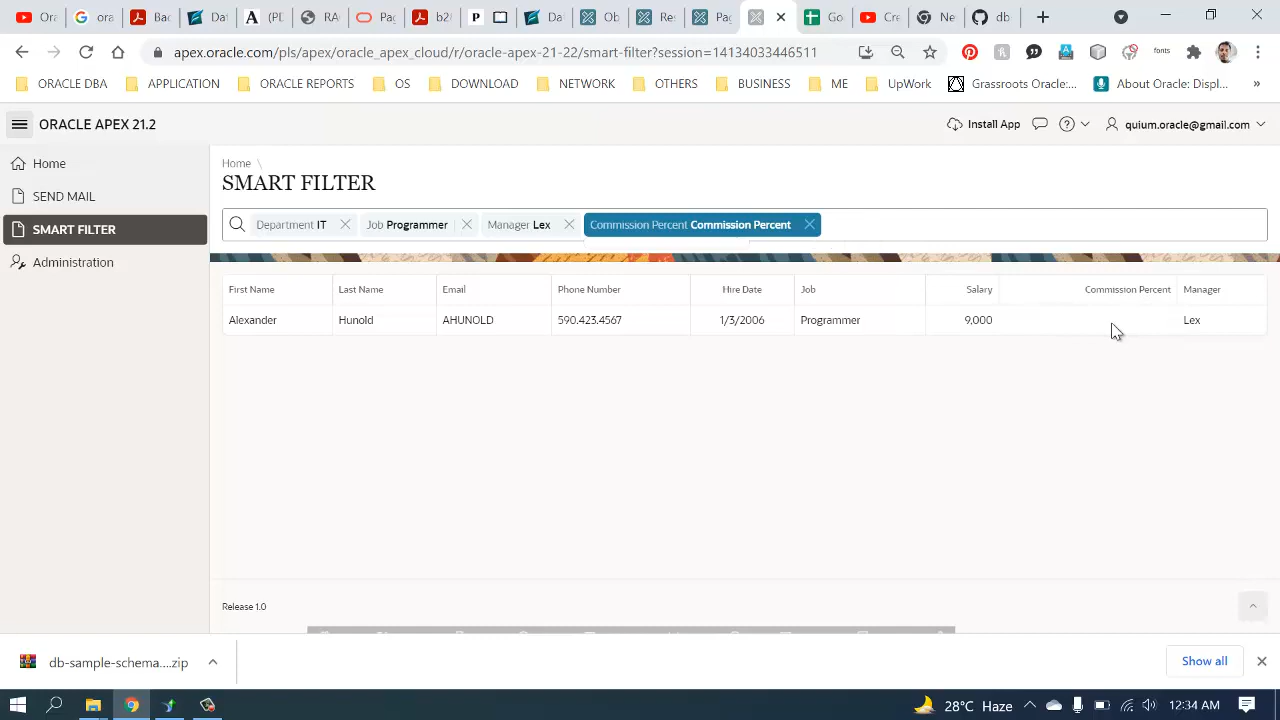 Ora
ora
Bac
Dat
(PD
RA
Pag
b2
Da
Ob
Re
Pag
Go
Cre
Ne
db
apex.oracle.com/pls/apex/oracle_apex_cloud/r/oracle-apex-21-22/smart-filter?session=14134033446511
fonts
ORACLE DBA APPLICATION ORACLE REPORTS OS DOWNLOAD NETWORK OTHERS BUSINESS ME UpWork Grassroots Oracle:... About Oracle: Displ... »
ORACLE APEX 21.2
Install App
quium.oracle@gmail.com
Home
SEND MAIL
SMART FILTER
Administration
Home \
SMART FILTER
Department IT Job Programmer Manager Lex Commission Percent Commission Percent
First Name Last Name Email Phone Number Hire Date Job Salary Commission Percent Manager
Alexander Hunold AHUNOLD 590.423.4567 1/3/2006 Programmer 9,000 Lex
Release 1.0
db-sample-schema....zip
Show all
28°C Haze
12:34 AM